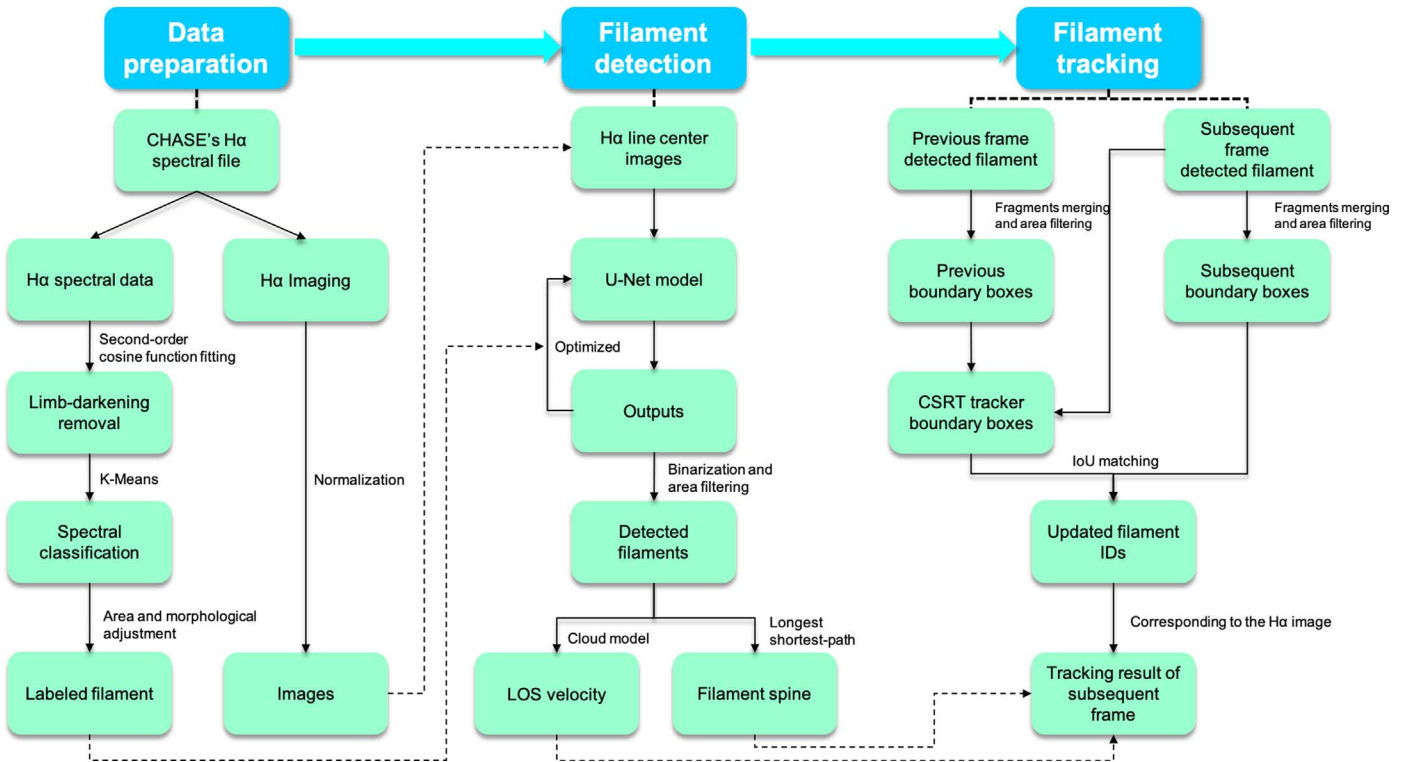 Data
preparation
Filament
detection
Filament
tracking
CHASE's Hα
spectral file
Hα spectral data
Hα Imaging
Second-order
cosine function fitting
Limb-darkening
removal
K-Means
Normalization
Spectral
classification
Area and morphological
adjustment
Labeled filament
Images
Hα line center
images
U-Net model
Optimized
Outputs
Binarization and
area filtering
Detected
filaments
Cloud model
Longest
shortest-path
LOS velocity
Filament spine
Previous frame
detected filament
Subsequent
frame
detected filament
Fragments merging
and area filtering
Fragments merging
and area filtering
Previous
boundary boxes
Subsequent
boundary boxes
CSRT tracker
boundary boxes
IoU matching
Updated filament
IDs
Corresponding to the Hα image
Tracking result of
subsequent
frame